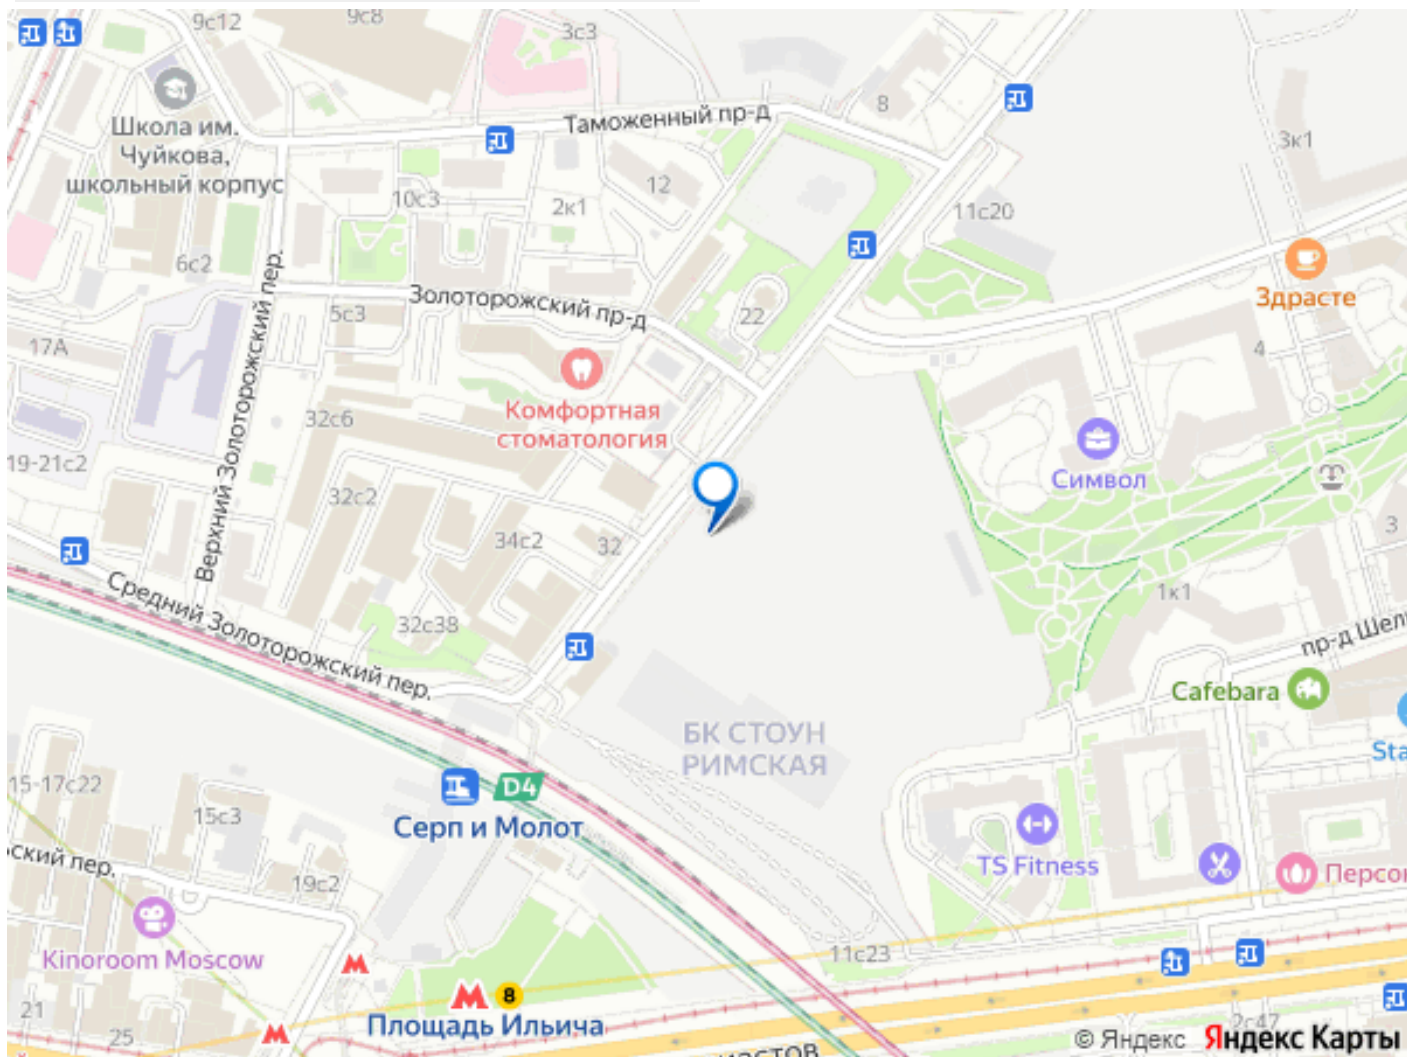 9с12
9с8
3с3
Таможенный пр-д
8
Школа им.
Чуйкова,
школьный корпус
3к1
12
10с3
2к1
11с20
6с2
Золоторожский пр-д
5с3
22
Здрасте
17А
4
Верхний Золоторожский пер.
Комфортная
стоматология
32с6
19-21с2
32с2
Символ
34с2
32
3
1к1
Средний Золоторожский пер.
32с38
пр-д Шел
Cafebara
БК СТОУН
РИМСКАЯ
Sta
15-17с22
D4
15с3
Серп и Молот
ский пер.
TS Fitness
Персо
19с2
Kinoroom Moscow
11с23
8
Площадь Ильича
21
25
2с47
© Яндекс Яндекс Карты